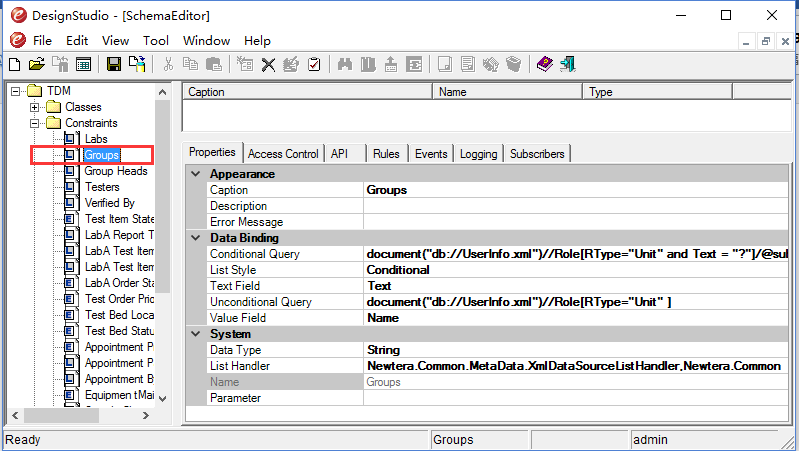 DesignStudio - [SchemaEditor]
File Edit View Tool Window Help
TDM
Classes
Constraints
Labs
Groups
Group Heads
Testers
Verified By
Test Item State
LabA Report T
LabA Test Item
LabA Test Item
LabA Order Sta
Test Order Prio
Test Bed Loca
Test Bed Statu
Appointment P
Appointment P
Appointment B
Equipment Mai
Caption Name Type
Properties Access Control API Rules Events Logging Subscribers
Appearance
Caption Groups
Description
Error Message
Data Binding
Conditional Query document("db://UserInfo.xml")//Role[RType="Unit" and Text = "?"]/@sul
List Style Conditional
Text Field Text
Unconditional Query document("db://UserInfo.xml")//Role[RType="Unit" ]
Value Field Name
System
Data Type String
List Handler Newtera.Common.MetaData.XmlDataSourceListHandler,Newtera.Common
Name Groups
Parameter
Ready Groups admin